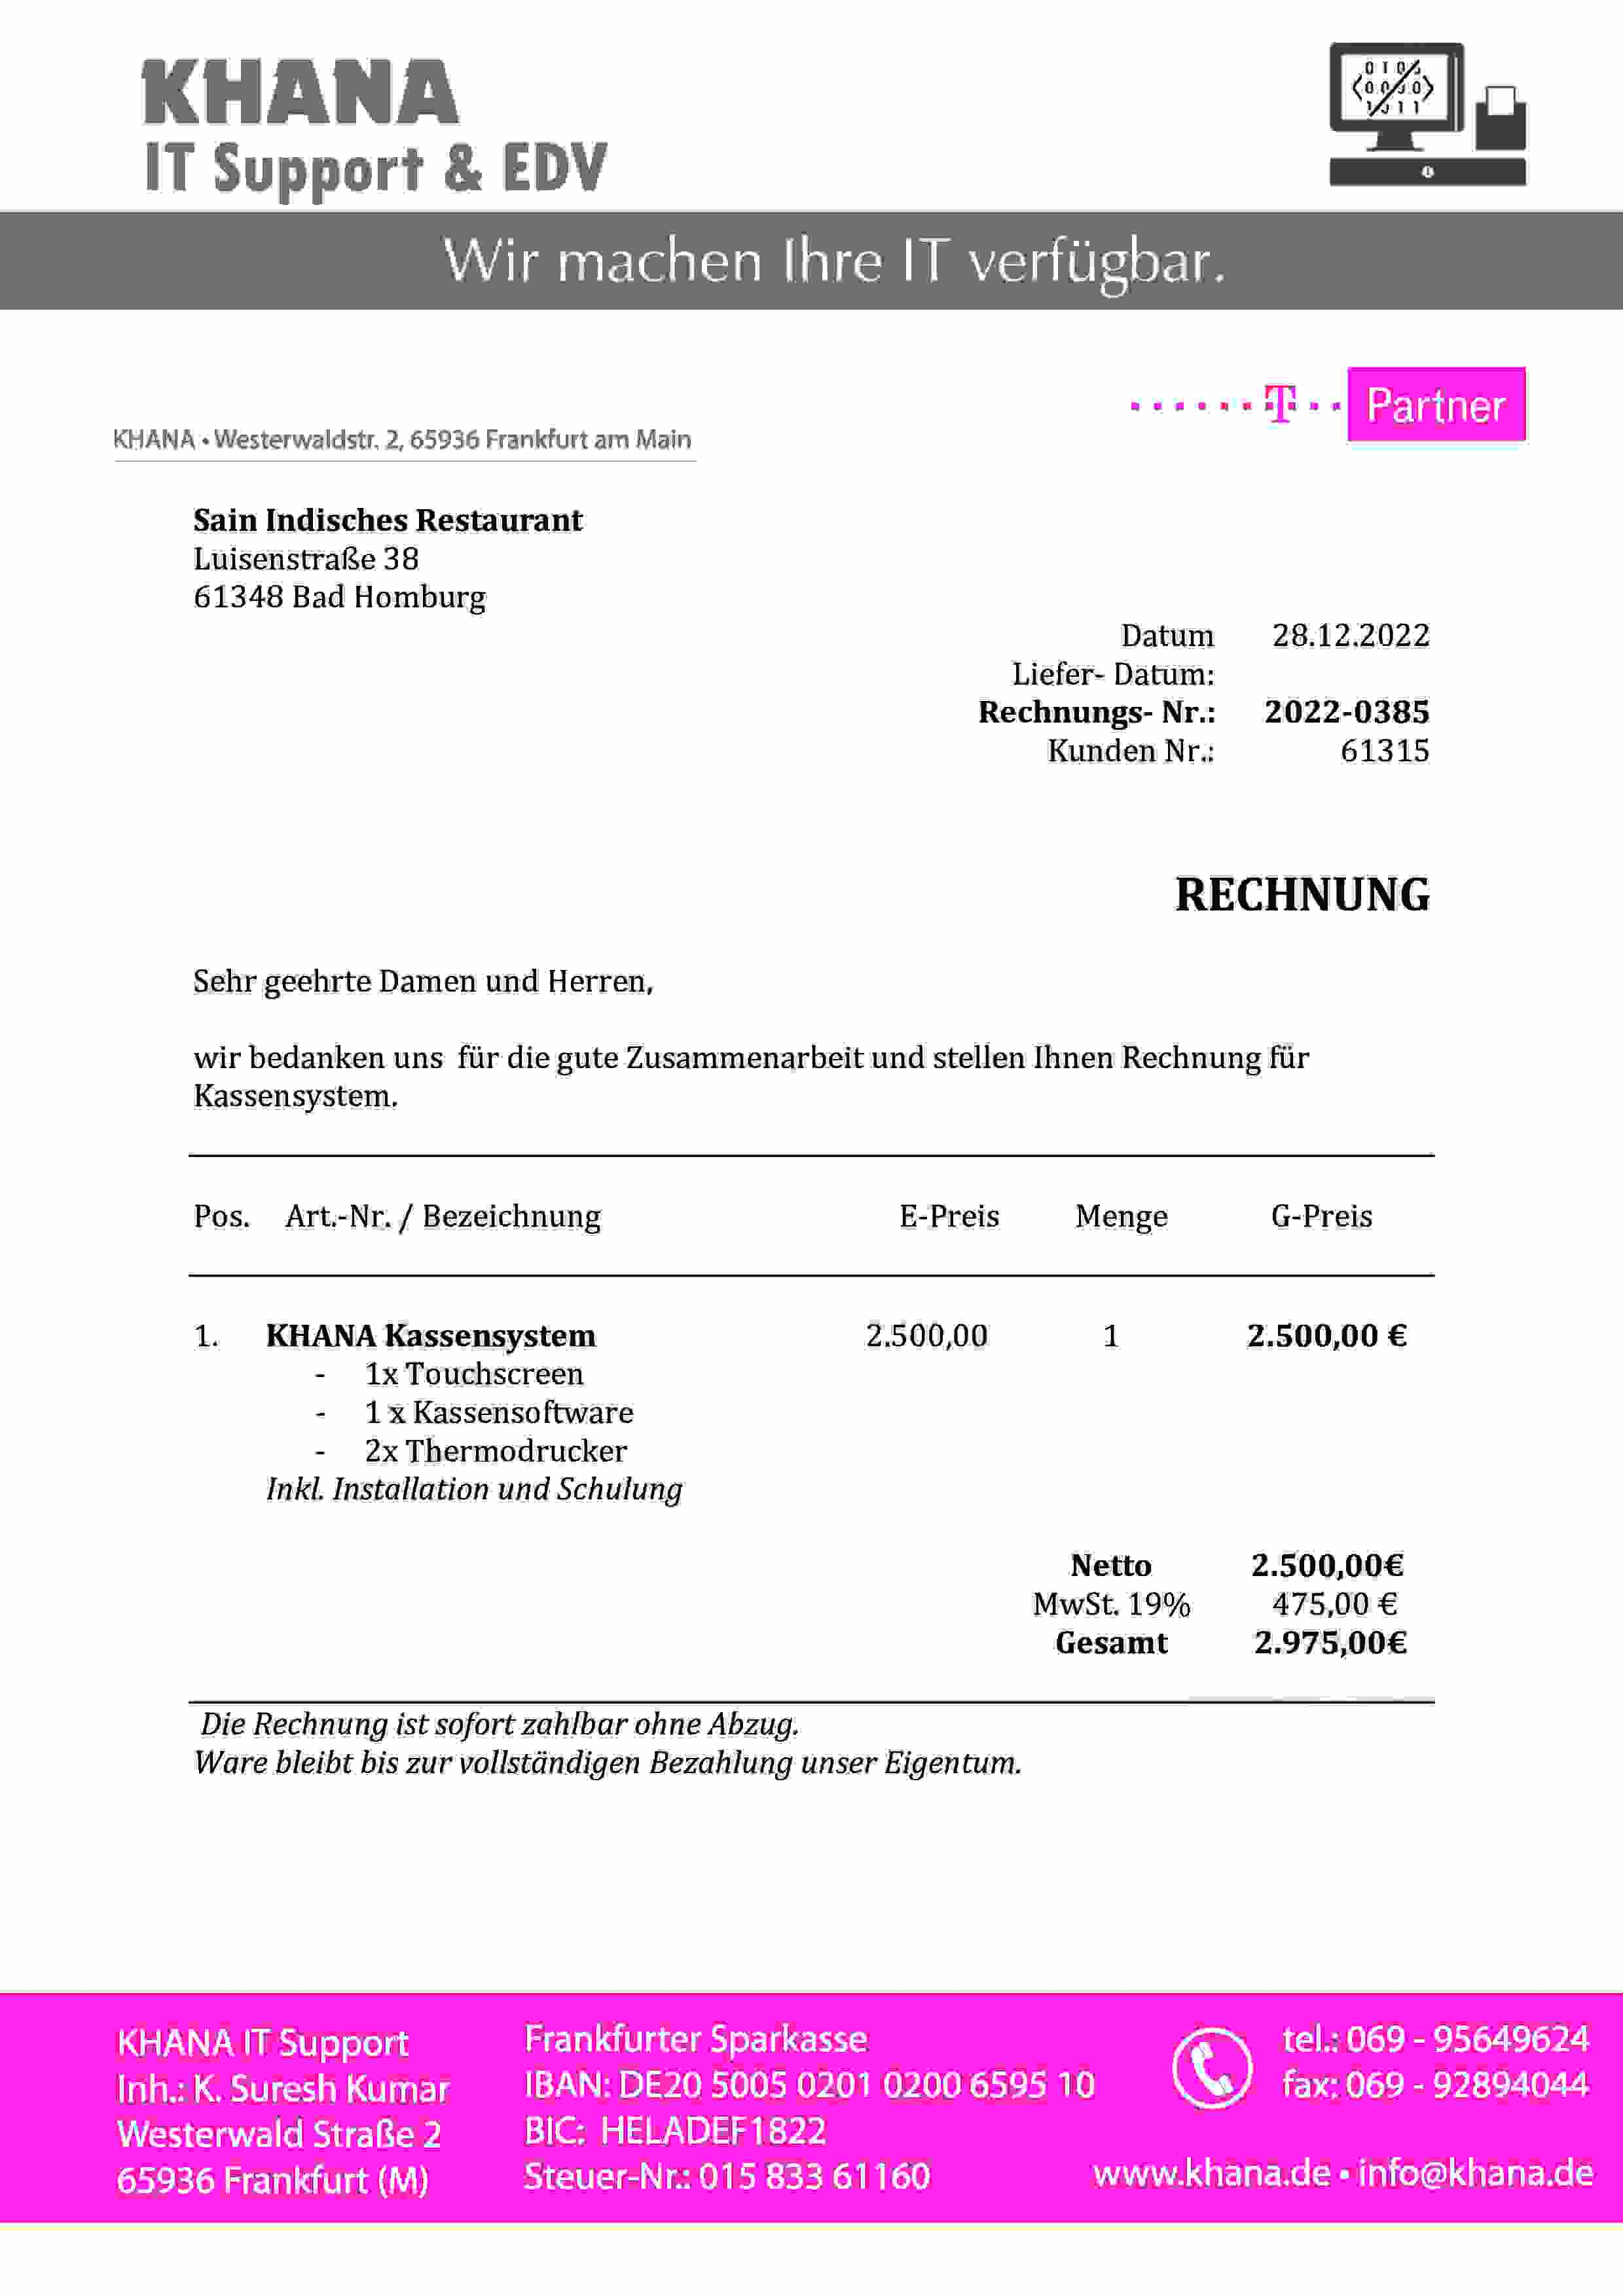 KHANA
IT Support & EDV
Wir machen Ihre IT verfügbar.
T Partner
KHANA • Westerwaldstr. 2, 65936 Frankfurt am Main
Sain Indisches Restaurant
Luisenstraße 38
61348 Bad Homburg
Datum 28.12.2022
Liefer- Datum:
Rechnungs- Nr.: 2022-0385
Kunden Nr.: 61315
RECHNUNG
Sehr geehrte Damen und Herren,
wir bedanken uns für die gute Zusammenarbeit und stellen Ihnen Rechnung für
Kassensystem.
Pos. Art.-Nr. / Bezeichnung E-Preis Menge G-Preis
1. KHANA Kassensystem 2.500,00 1 2.500,00 €
- 1x Touchscreen
- 1 x Kassensoftware
- 2x Thermodrucker
Inkl. Installation und Schulung
Netto 2.500,00€
MwSt. 19% 475,00 €
Gesamt 2.975,00€
Die Rechnung ist sofort zahlbar ohne Abzug.
Ware bleibt bis zur vollständigen Bezahlung unser Eigentum.
KHANA IT Support
Inh.: K. Suresh Kumar
Westerwald Straße 2
65936 Frankfurt (M)
Frankfurter Sparkasse
IBAN: DE20 5005 0201 0200 6595 10
BIC: HELADEF1822
Steuer-Nr.: 015 833 61160
tel.: 069 - 95649624
fax: 069 - 92894044
www.khana.de • info@khana.de